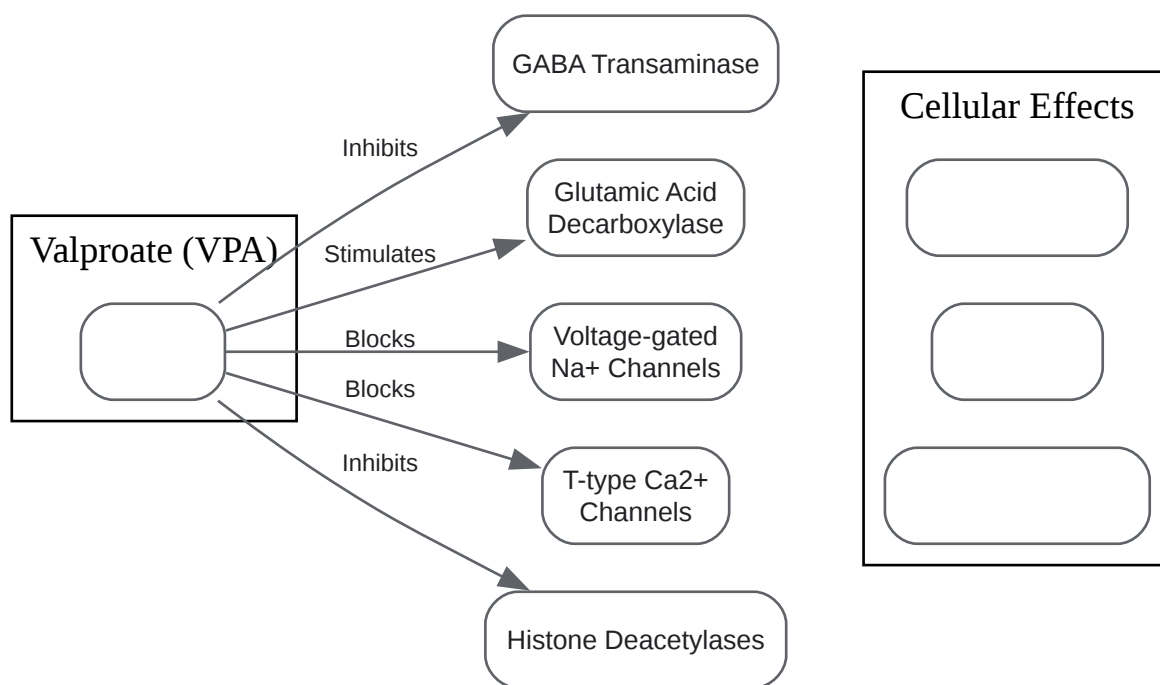 GABA Transaminase
Cellular Effects
Inhibits
Glutamic Acid
Decarboxylase
Valproate (VPA)
Stimulates
Blocks
Voltage-gated
Na+ Channels
Blocks
Inhibits
T-type Ca2+
Channels
Histone Deacetylases